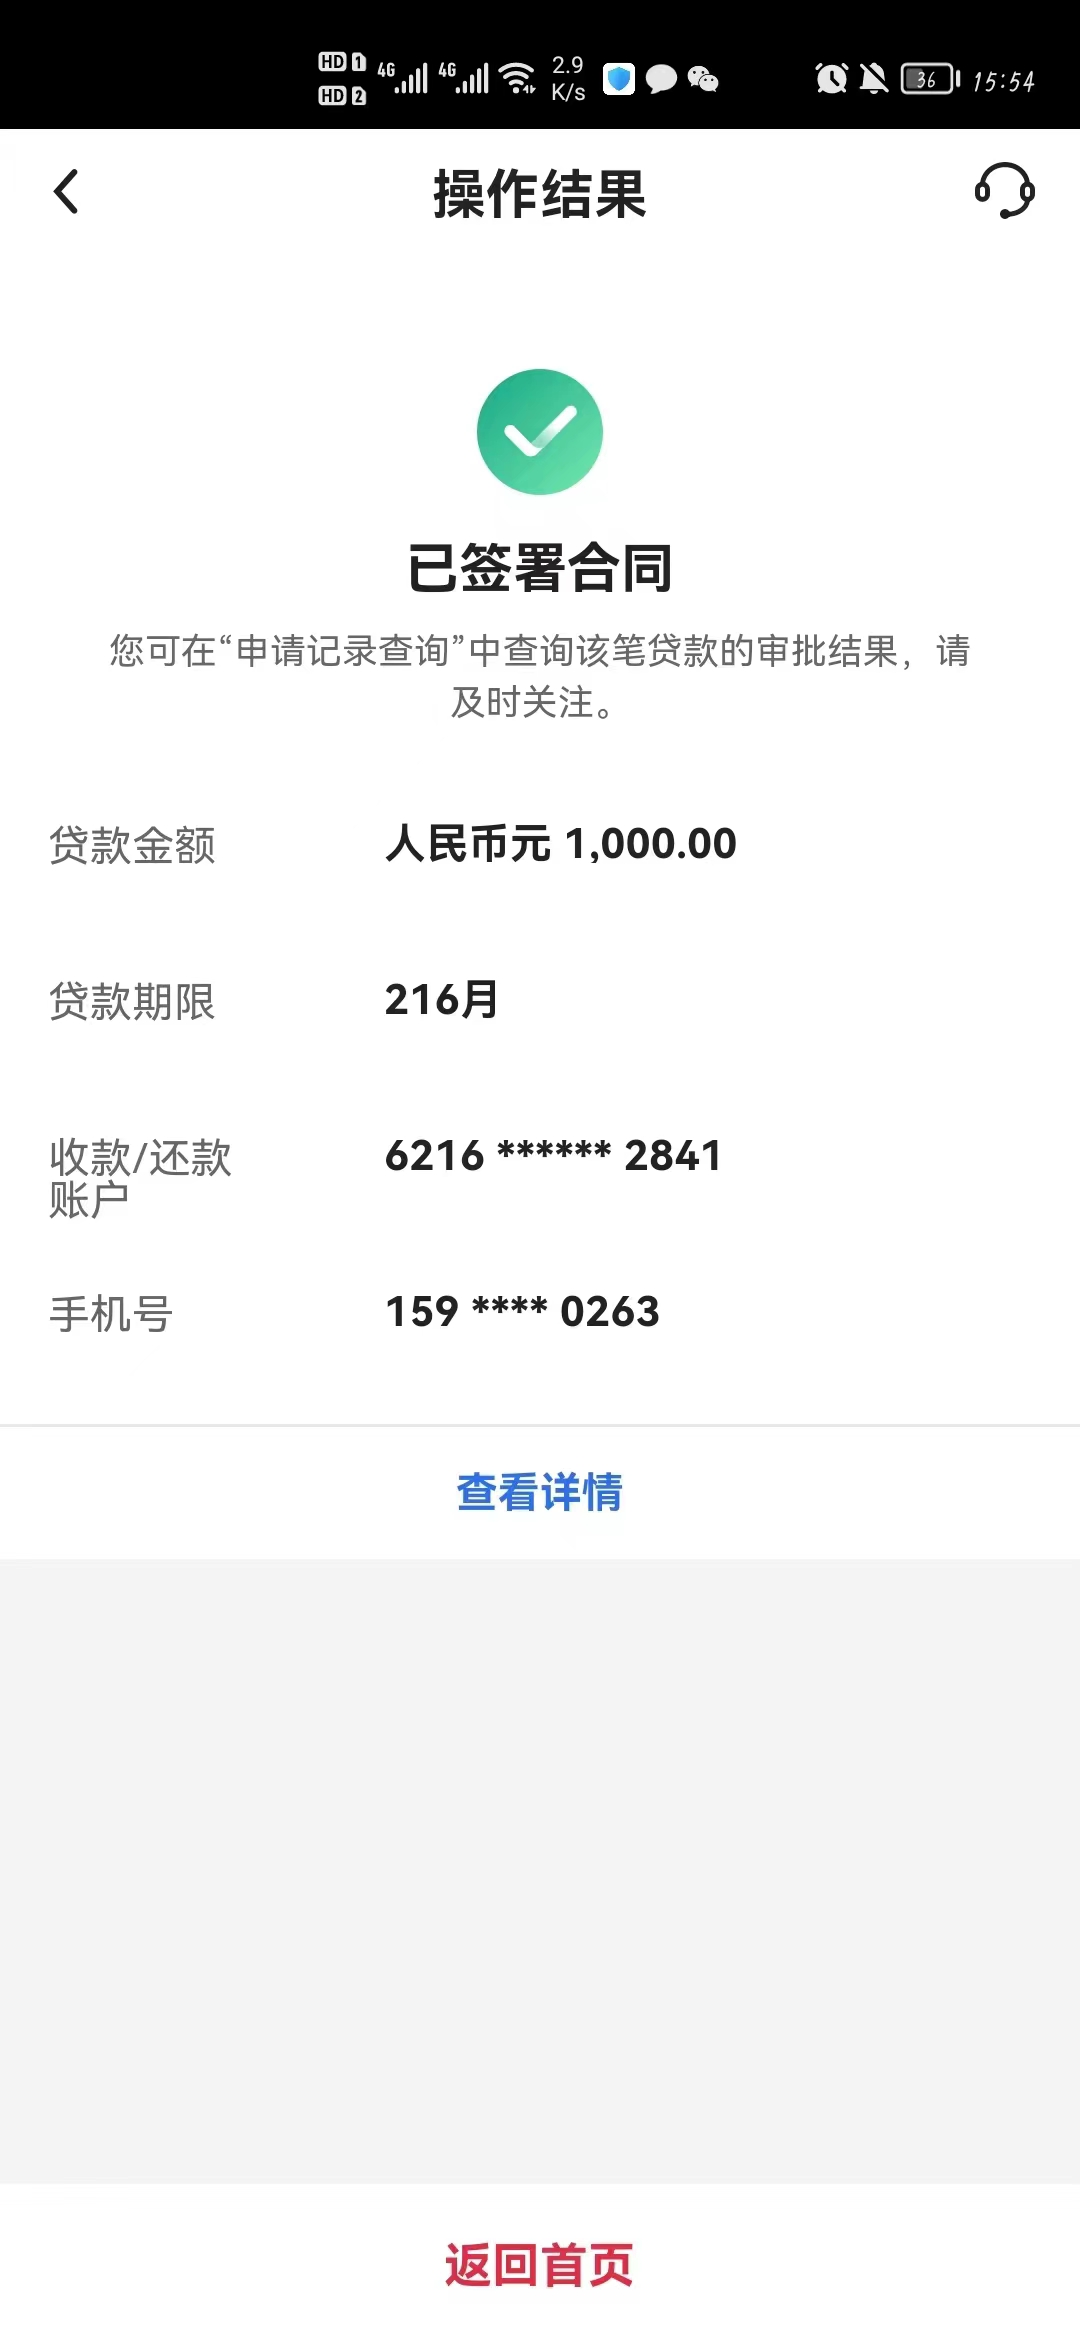 HD 1
HD 2
4G
4G
2.9
K/s
36
15:54
操作结果
已签署合同
您可在“申请记录查询”中查询该笔贷款的审批结果，请
及时关注。
贷款金额 人民币元 1,000.00
贷款期限 216月
收款/还款
账户
6216 ****** 2841
手机号 159 **** 0263
查看详情
返回首页